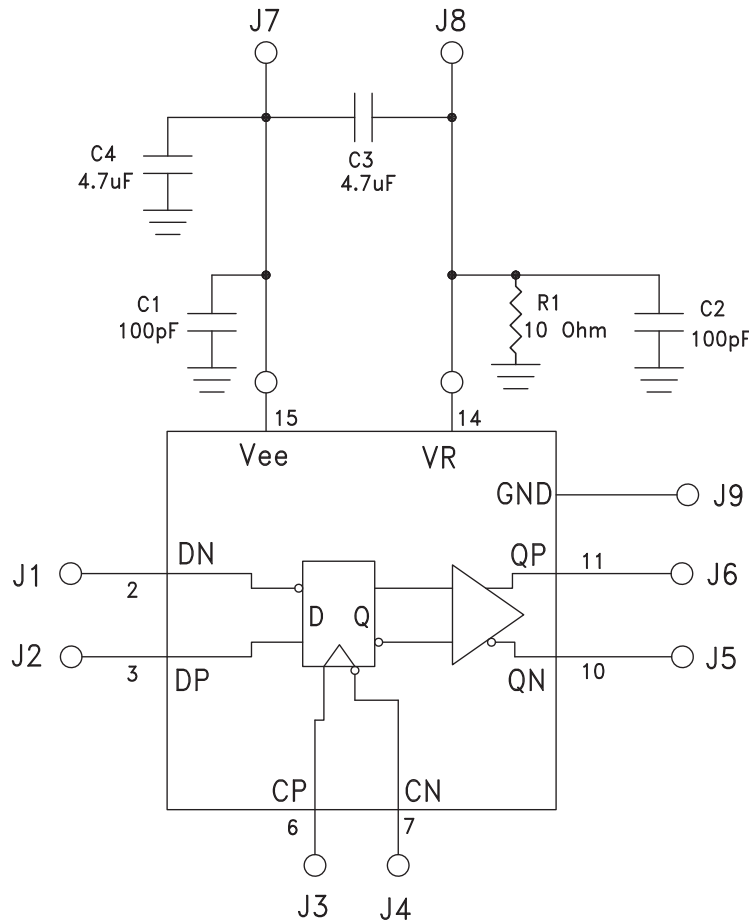 J7
J8
C4
4.7uF
C3
4.7uF
C1
100pF
R1
10 Ohm
C2
100pF
15
14
Vee
VR
GND
J9
DN
QP
J1
2
11
J6
D
Q
J2
3
DP
QN
10
J5
CP
CN
6
7
J3
J4